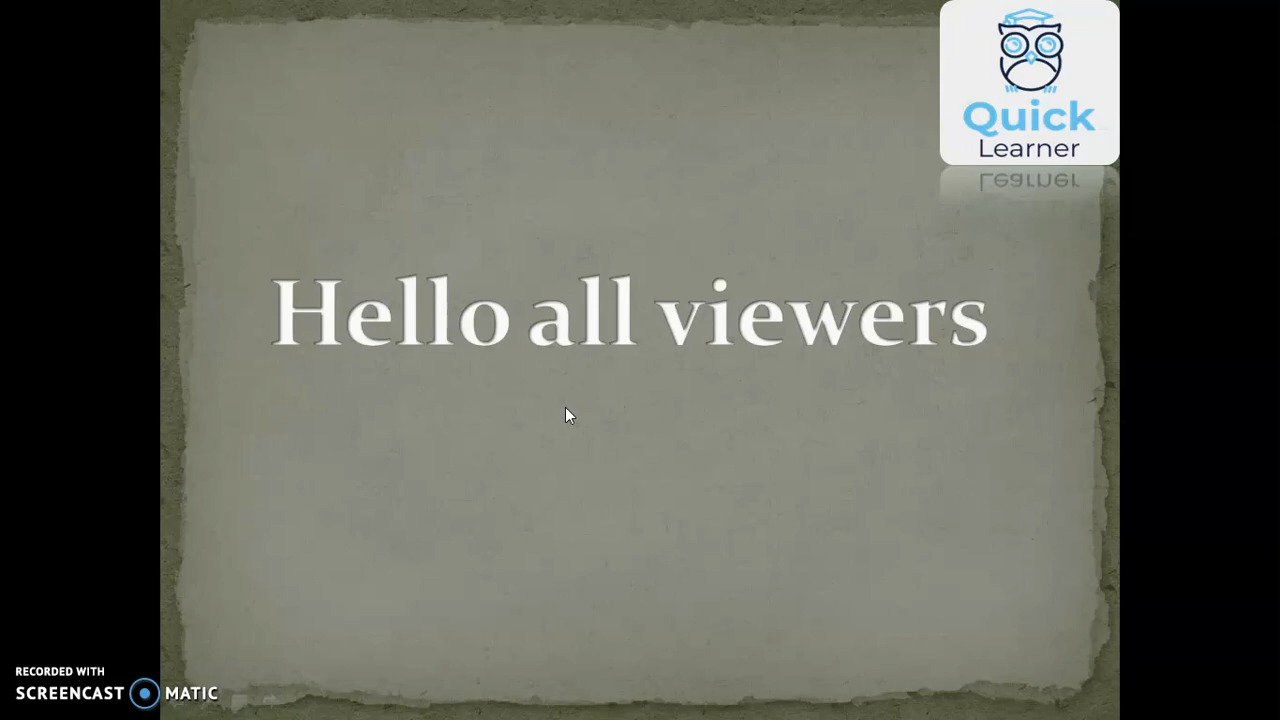 Quick
Learner
Hello all viewers
RECORDED WITH
SCREENCAST MATIC